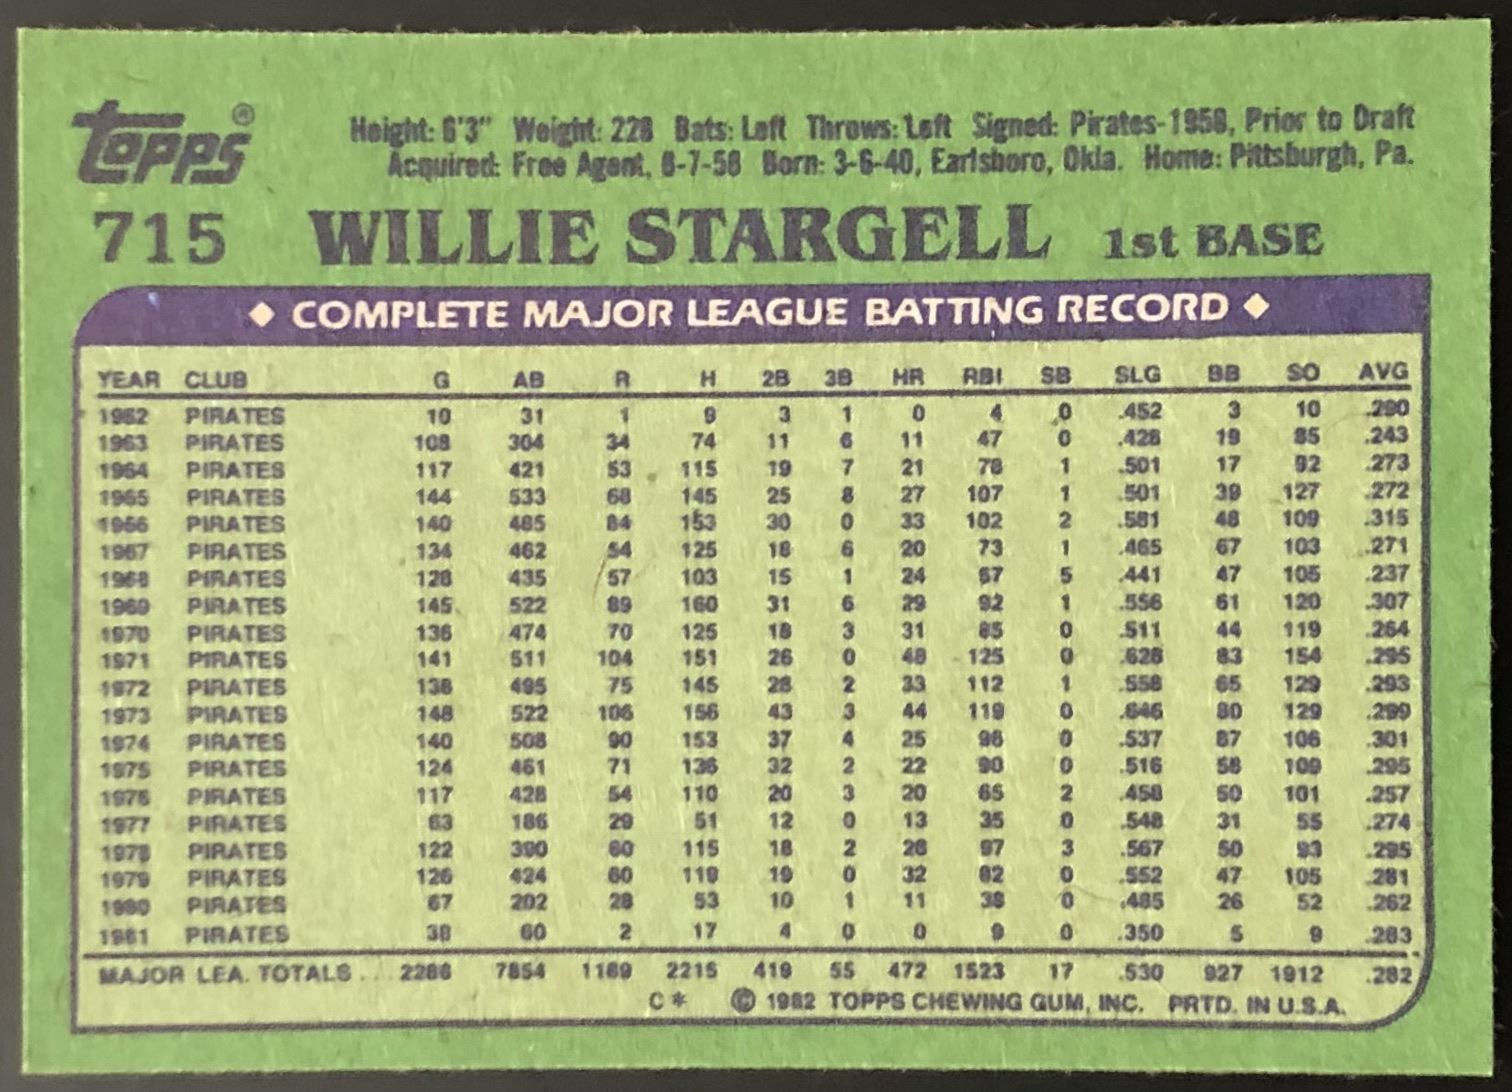 topps®
Height: 6'3" Weight: 228 Bats: Left Throws: Left Signed: Pirates-1958, Prior to Draft
Acquired: Free Agent, 8-7-58 Born: 3-6-40, Earlsboro, Okla. Home: Pittsburgh, Pa.
715 WILLIE STARGELL 1st BASE
COMPLETE MAJOR LEAGUE BATTING RECORD
YEAR CLUB G AB R H 2B 3B HR RBI SB SLG BB SO AVG
1962 PIRATES 10 31 1 9 3 1 0 4 0 .452 3 10 .290
1963 PIRATES 108 304 34 74 11 6 11 47 0 .428 19 85 .243
1964 PIRATES 117 421 53 115 19 7 21 78 1 .501 17 92 .273
1965 PIRATES 144 533 68 145 25 8 27 107 1 .501 39 127 .272
1966 PIRATES 140 485 84 153 30 0 33 102 2 .581 48 109 .315
1967 PIRATES 134 462 54 125 18 6 20 73 1 .465 67 103 .271
1968 PIRATES 128 435 57 103 15 1 24 67 5 .441 47 105 .237
1969 PIRATES 145 522 89 160 31 6 29 92 1 .556 61 120 .307
1970 PIRATES 136 474 70 125 18 3 31 85 0 .511 44 119 .264
1971 PIRATES 141 511 104 151 26 0 48 125 0 .628 83 154 .295
1972 PIRATES 138 495 75 145 28 2 33 112 1 .558 65 129 .293
1973 PIRATES 148 522 106 156 43 3 44 119 0 .646 80 129 .299
1974 PIRATES 140 508 90 153 37 4 25 96 0 .537 87 106 .301
1975 PIRATES 124 461 71 136 32 2 22 90 0 .516 58 109 .295
1976 PIRATES 117 428 54 110 20 3 20 65 2 .458 50 101 .257
1977 PIRATES 63 186 29 51 12 0 13 35 0 .548 31 55 .274
1978 PIRATES 122 390 60 115 18 2 28 97 3 .567 50 93 .295
1979 PIRATES 126 424 60 119 19 0 32 82 0 .552 47 105 .281
1980 PIRATES 67 202 28 53 10 1 11 38 0 .485 26 52 .262
1981 PIRATES 38 60 2 17 4 0 0 9 0 .350 5 9 .283
MAJOR LEA. TOTALS... 2286 7854 1189 2215 419 55 472 1523 17 .530 927 1912 .282
C* © 1982 TOPPS CHEWING GUM, INC. PRTD. IN U.S.A.